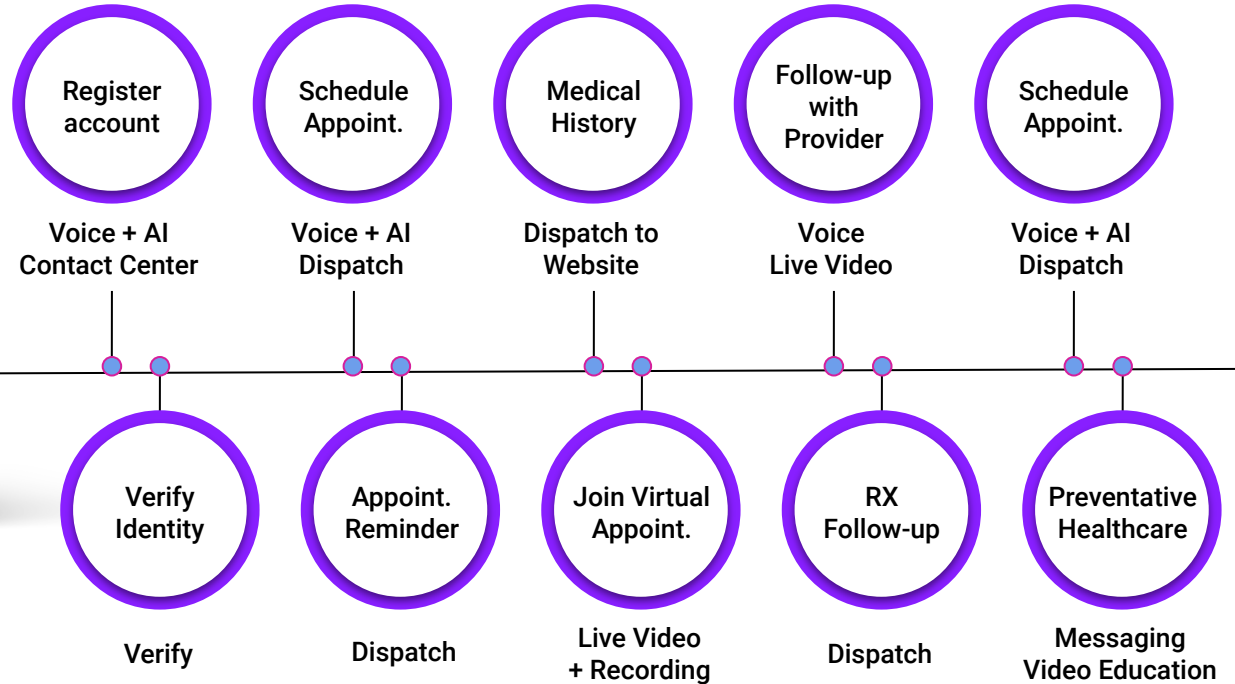 Register
account
Schedule
Appoint.
Medical
History
Follow-up
with
Provider
Schedule
Appoint.
Voice + AI
Contact Center
Voice + AI
Dispatch
Dispatch to
Website
Voice
Live Video
Voice + AI
Dispatch
Verify
Identity
Appoint.
Reminder
Join Virtual
Appoint.
RX
Follow-up
Preventative
Healthcare
Verify
Dispatch
Live Video
+ Recording
Dispatch
Messaging
Video Education